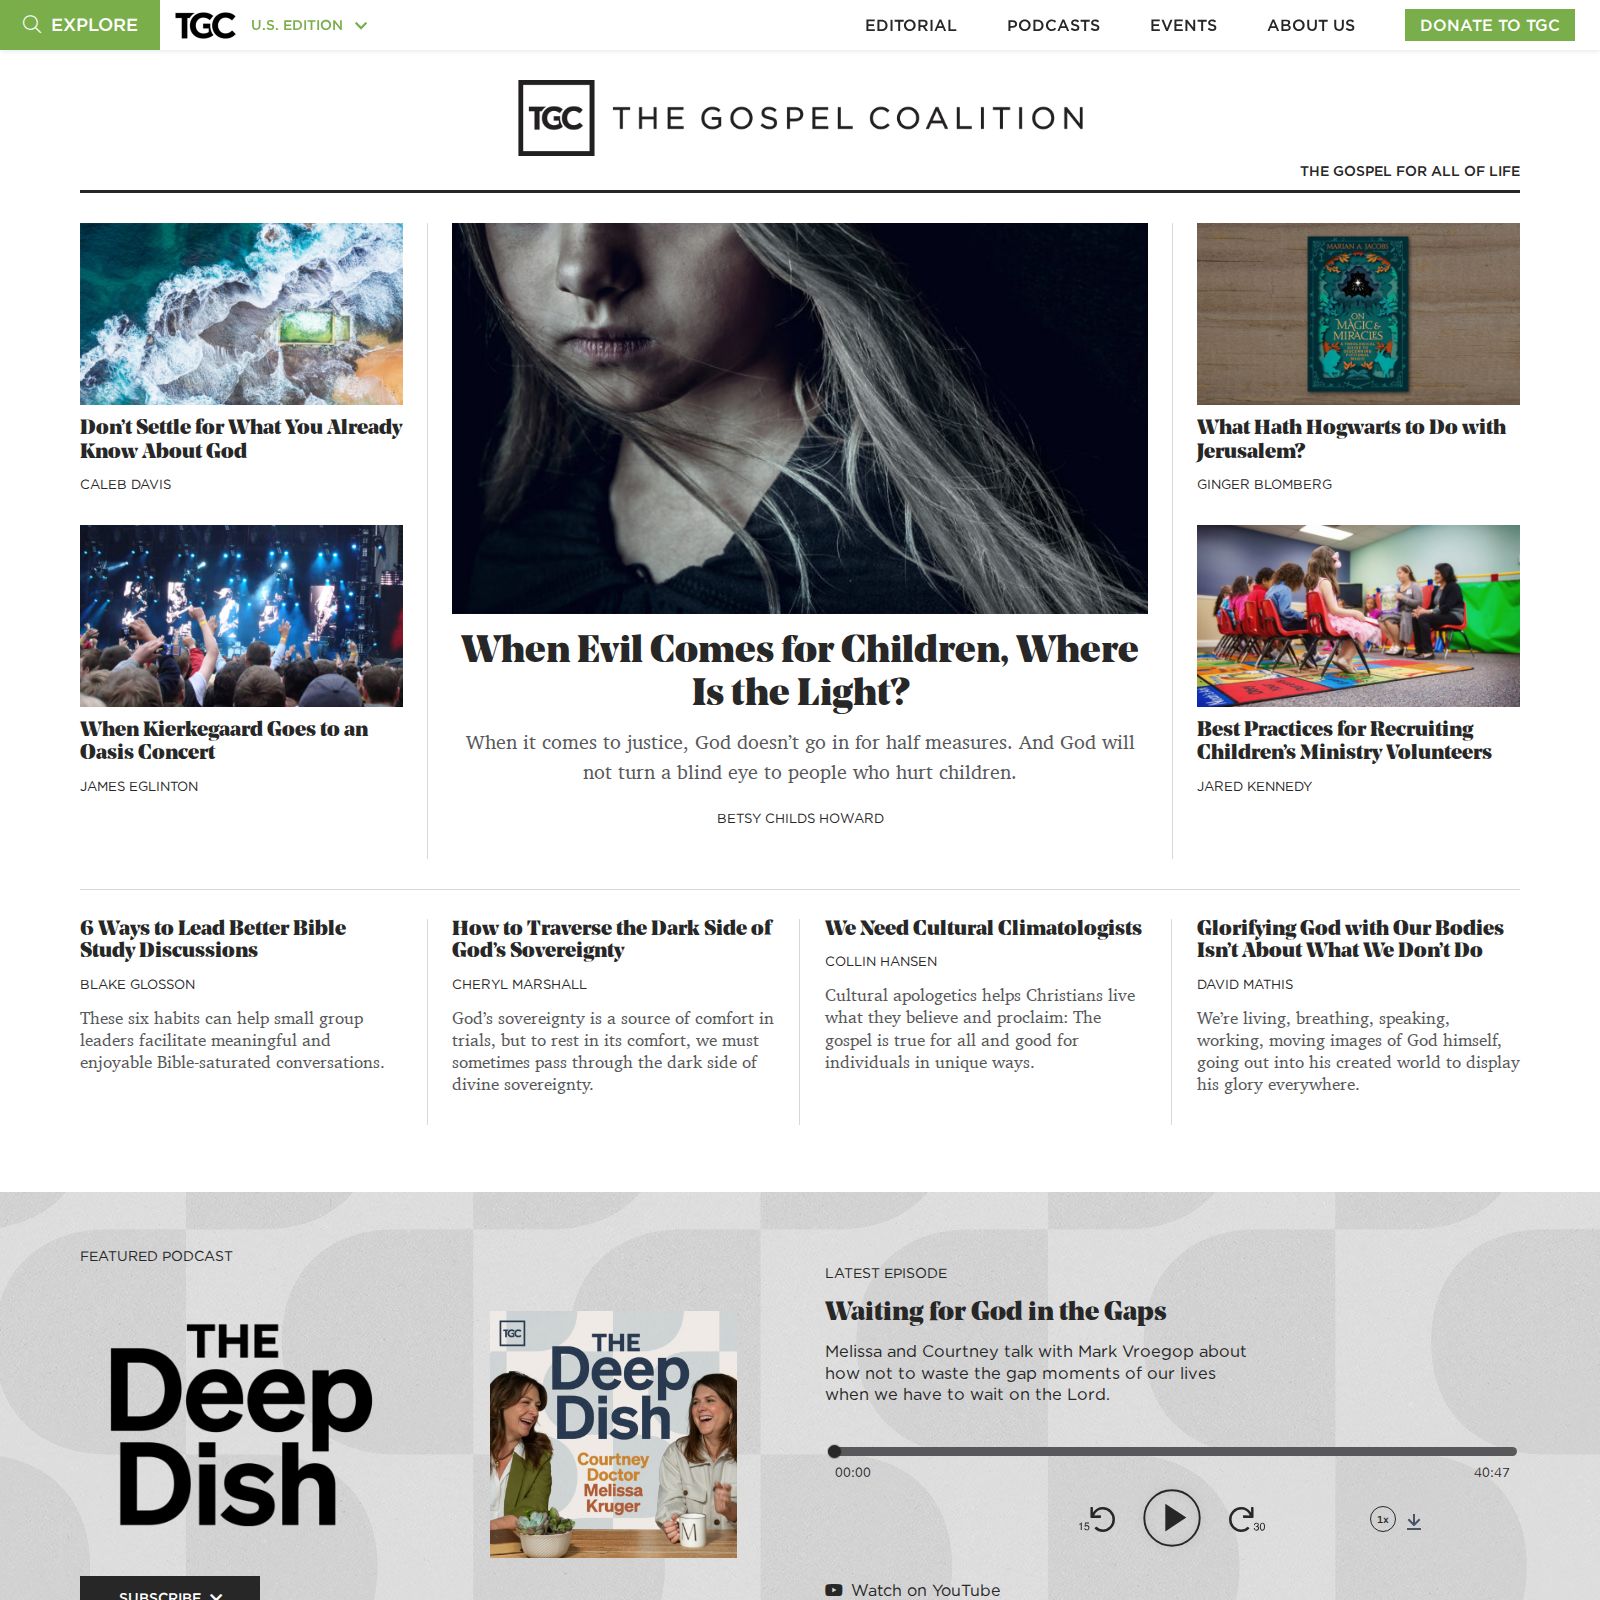 EXPLORE
TGC
U.S. EDITION
EDITORIAL
PODCASTS
EVENTS
ABOUT US
DONATE TO TGC
TGC THE GOSPEL COALITION
THE GOSPEL FOR ALL OF LIFE
Don’t Settle for What You Already
Know About God
CALEB DAVIS
When Kierkegaard Goes to an
Oasis Concert
JAMES EGLINTON
When Evil Comes for Children, Where
Is the Light?
When it comes to justice, God doesn’t go in for half measures. And God will
not turn a blind eye to people who hurt children.
BETSY CHILDS HOWARD
MARIAN A. JACOBS
ON
MAGIC &
MIRACLES
What Hath Hogwarts to Do with
Jerusalem?
GINGER BLOMBERG
Best Practices for Recruiting
Children’s Ministry Volunteers
JARED KENNEDY
6 Ways to Lead Better Bible
Study Discussions
BLAKE GLOSSON
These six habits can help small group
leaders facilitate meaningful and
enjoyable Bible-saturated conversations.
How to Traverse the Dark Side of
God’s Sovereignty
CHERYL MARSHALL
God’s sovereignty is a source of comfort in
trials, but to rest in its comfort, we must
sometimes pass through the dark side of
divine sovereignty.
We Need Cultural Climatologists
COLLIN HANSEN
Cultural apologetics helps Christians live
what they believe and proclaim: The
gospel is true for all and good for
individuals in unique ways.
Glorifying God with Our Bodies
Isn’t About What We Don’t Do
DAVID MATHIS
We’re living, breathing, speaking,
working, moving images of God himself,
going out into his created world to display
his glory everywhere.
FEATURED PODCAST
THE
Deep
Dish
SUBSCRIBE
TGC
THE
Deep
Dish
Courtney
Doctor
Melissa
Kruger
M
LATEST EPISODE
Waiting for God in the Gaps
Melissa and Courtney talk with Mark Vroegop about
how not to waste the gap moments of our lives
when we have to wait on the Lord.
00:00
40:47
15
30
1x
Watch on YouTube